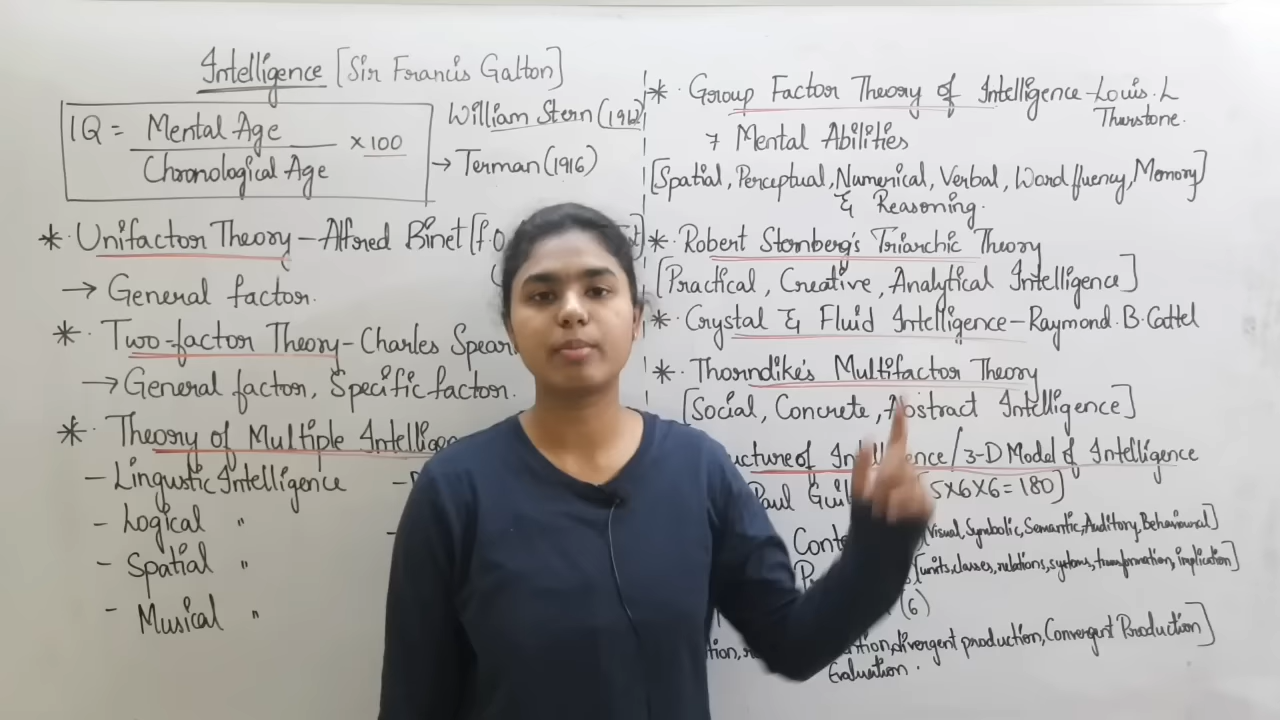 Intelligence [Sir Francis Galton]
IQ = Mental Age
Chronological Age
× 100
William Stern (1912)
→ Terman (1916)
* Unifactor Theory - Alfred Binet
→ General factor.
* Two-factor Theory - Charles Spear
→ General factor, Specific factor.
* Theory of Multiple Intellige
- Linguistic Intelligence -
- Logical "
- Spatial "
- Musical "
* Group Factor Theory of Intelligence - Louis. L
Thurstone.
7 Mental Abilities
[Spatial, Perceptual, Numerical, Verbal, Word fluency, Memory]
& Reasoning.
* Robert Sternberg's Triarchic Theory
[Practical, Creative, Analytical Intelligence]
* Crystal & Fluid Intelligence - Raymond. B. Cattel
* Thorndike's Multifactor Theory
[Social, Concrete, Abstract Intelligence]
ucture of Intelligence / 3-D Model of Intelligence
Paul Guil [5×6×6 = 180]
Conte [Visual, Symbolic, Semantic, Auditory, Behavioural]
[units, classes, relations, systems, transformation, implication]
(6)
divergent production, Convergent Production]
Evaluation.